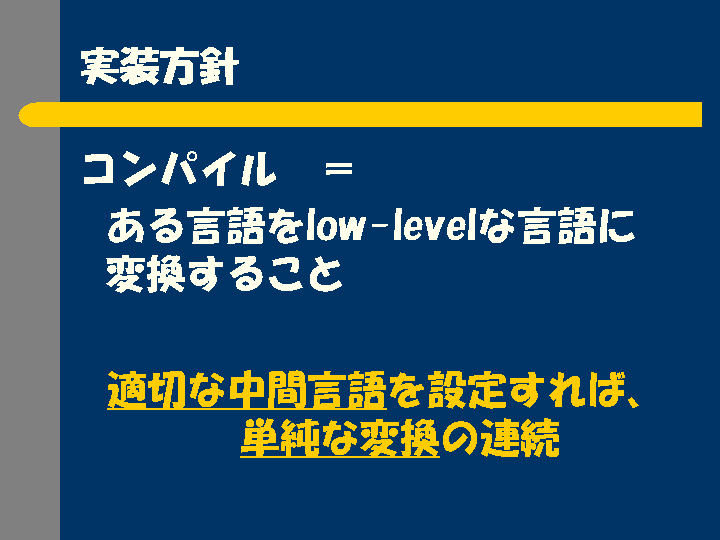 実装方針
コンパイル　＝
ある言語をlow-levelな言語に
変換すること
適切な中間言語を設定すれば、
単純な変換の連続